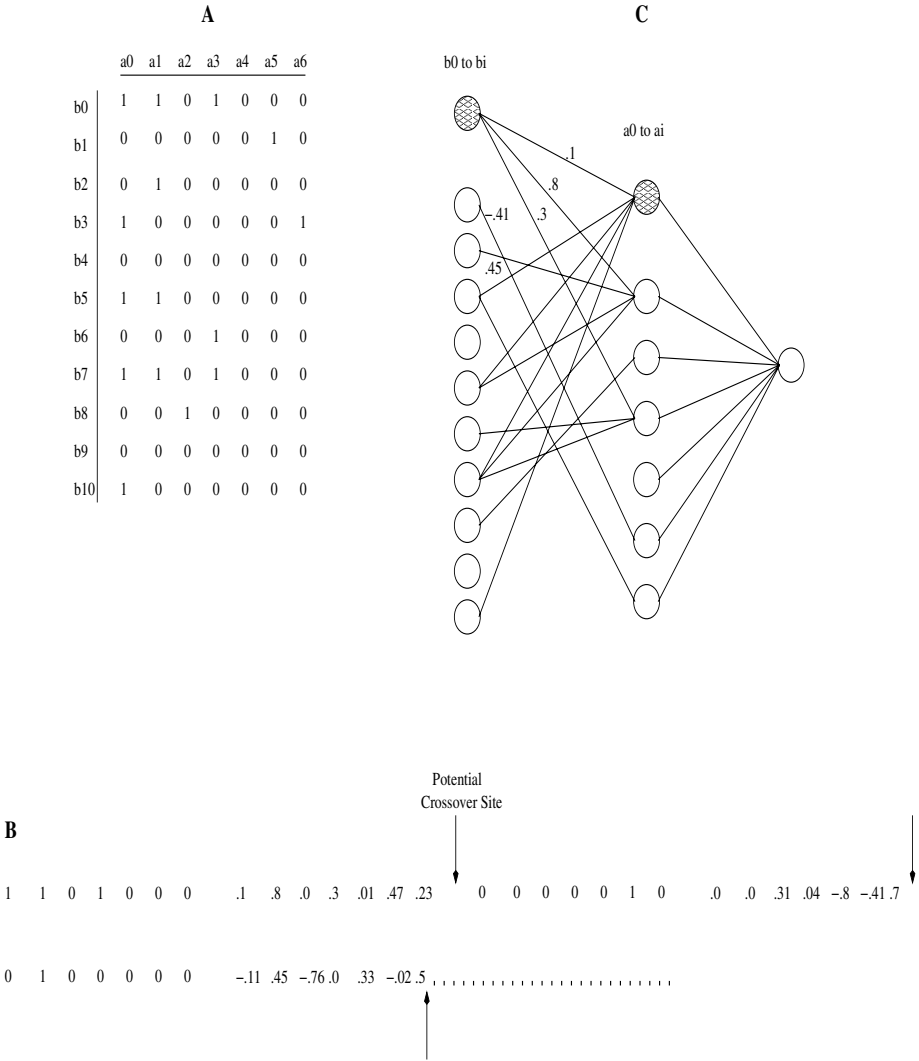 A
a0 a1 a2 a3 a4 a5 a6
b0 1 1 0 1 0 0 0
b1 0 0 0 0 0 1 0
b2 0 1 0 0 0 0 0
b3 1 0 0 0 0 0 1
b4 0 0 0 0 0 0 0
b5 1 1 0 0 0 0 0
b6 0 0 0 1 0 0 0
b7 1 1 0 1 0 0 0
b8 0 0 1 0 0 0 0
b9 0 0 0 0 0 0 0
b10 1 0 0 0 0 0 0
C
b0 to bi
a0 to ai
.1
.8
.3
−.41
.45
Potential
Crossover Site
B
1 1 0 1 0 0 0 .1 .8 .0 .3 .01 .47 .23 0 0 0 0 0 1 0 .0 .0 .31 .04 −.8 −.41 .7
0 1 0 0 0 0 0 −.11 .45 −.76 .0 .33 −.02 .5